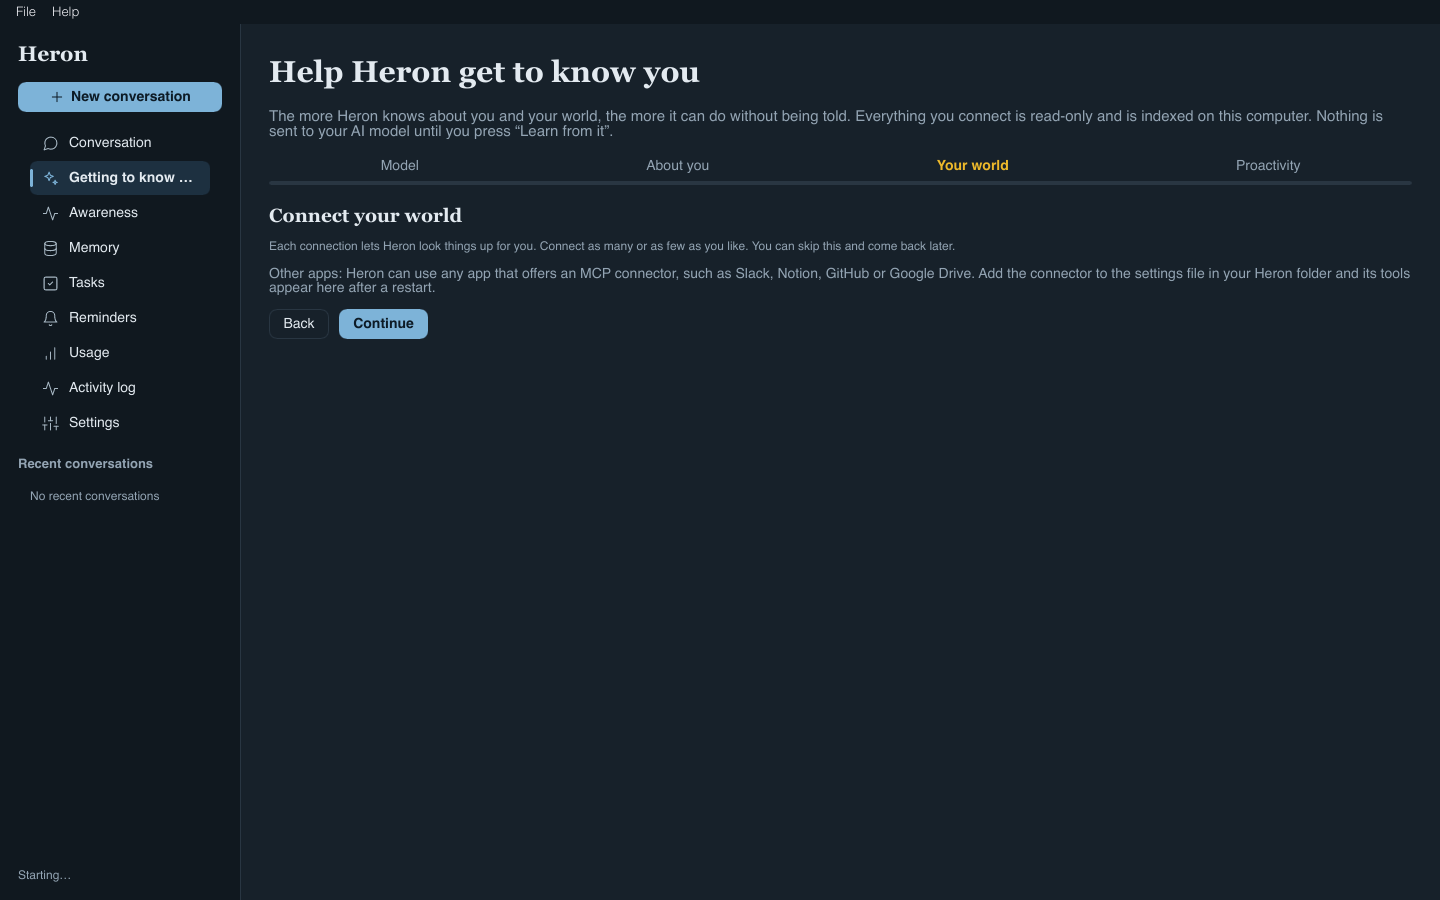 File Help
Heron
New conversation
Conversation
Getting to know ...
Awareness
Memory
Tasks
Reminders
Usage
Activity log
Settings
Recent conversations
No recent conversations
Starting...
Help Heron get to know you
The more Heron knows about you and your world, the more it can do without being told. Everything you connect is read-only and is indexed on this computer. Nothing is
sent to your AI model until you press “Learn from it”.
Model About you Your world Proactivity
Connect your world
Each connection lets Heron look things up for you. Connect as many or as few as you like. You can skip this and come back later.
Other apps: Heron can use any app that offers an MCP connector, such as Slack, Notion, GitHub or Google Drive. Add the connector to the settings file in your Heron folder and its tools
appear here after a restart.
Back Continue